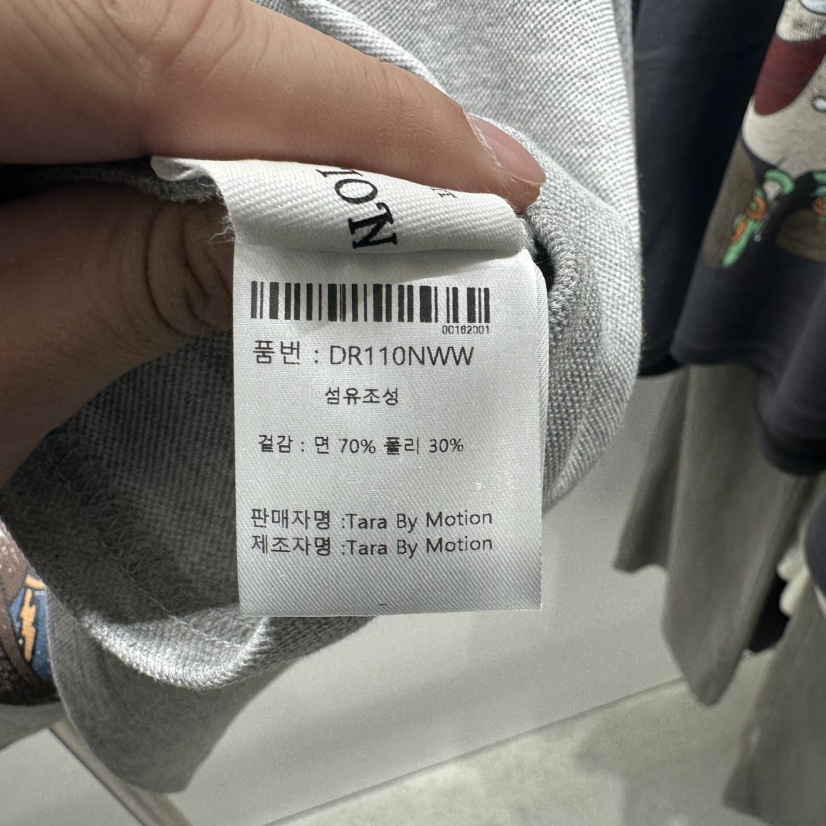 00162001
품번 : DR110NWW
섬유조성
겉감 : 면 70% 폴리 30%
판매자명 :Tara By Motion
제조자명 :Tara By Motion